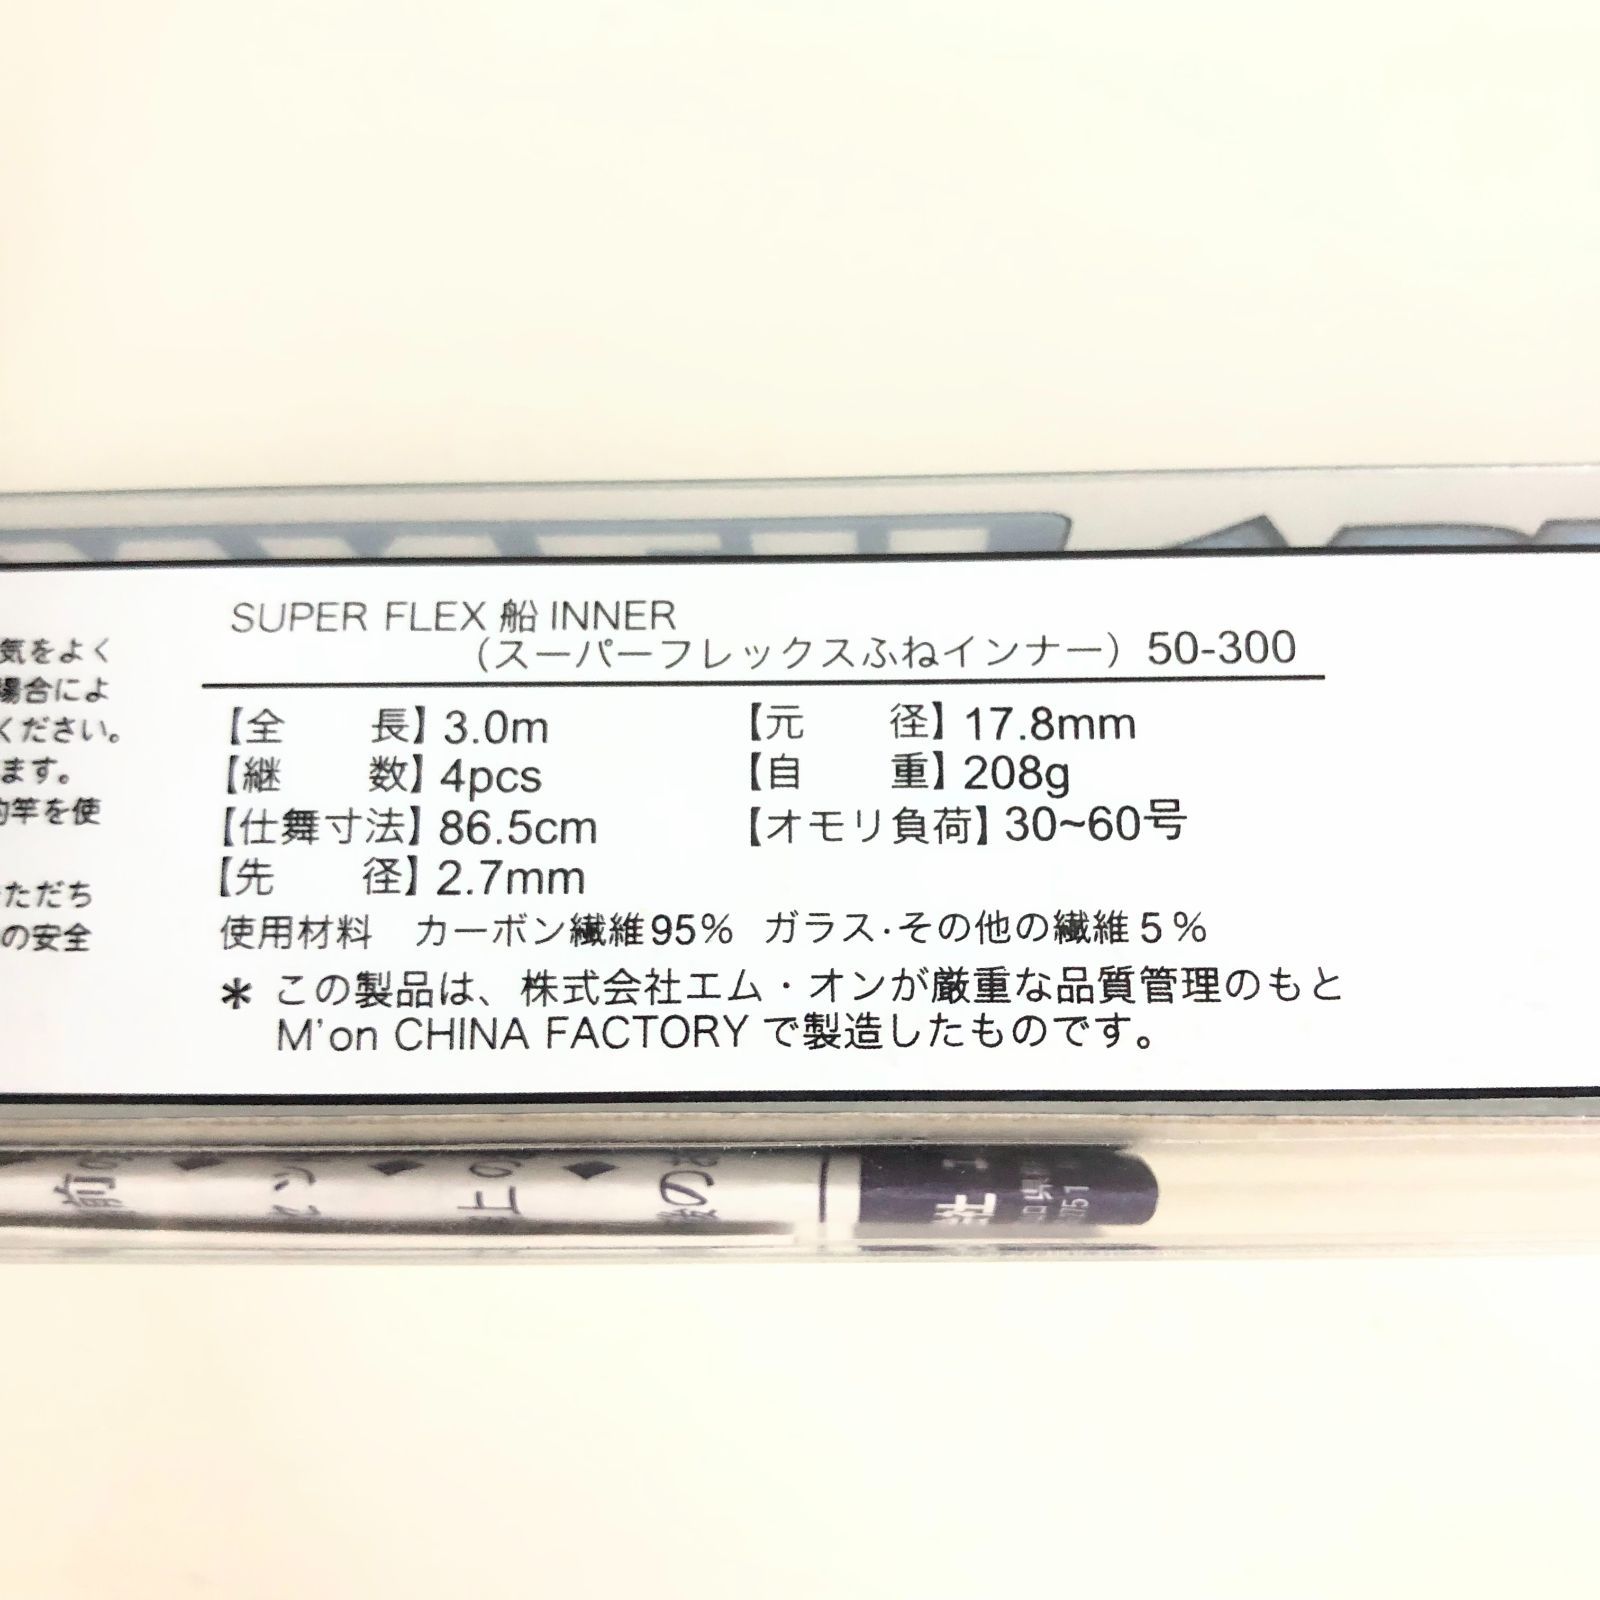 SUPER FLEX 船 INNER
（スーパーフレックスふねインナー）50-300
【全　長】3.0m
【継　数】4pcs
【仕舞寸法】86.5cm
【先　径】2.7mm
【元　径】17.8mm
【自　重】208g
【オモリ負荷】30~60号
使用材料　カーボン繊維95%　ガラス・その他の繊維5%
* この製品は、株式会社エム・オンが厳重な品質管理のもと
M'on CHINA FACTORYで製造したものです。
気をよく
場合によ
ください。
ます。
竿を使
ただち
の安全